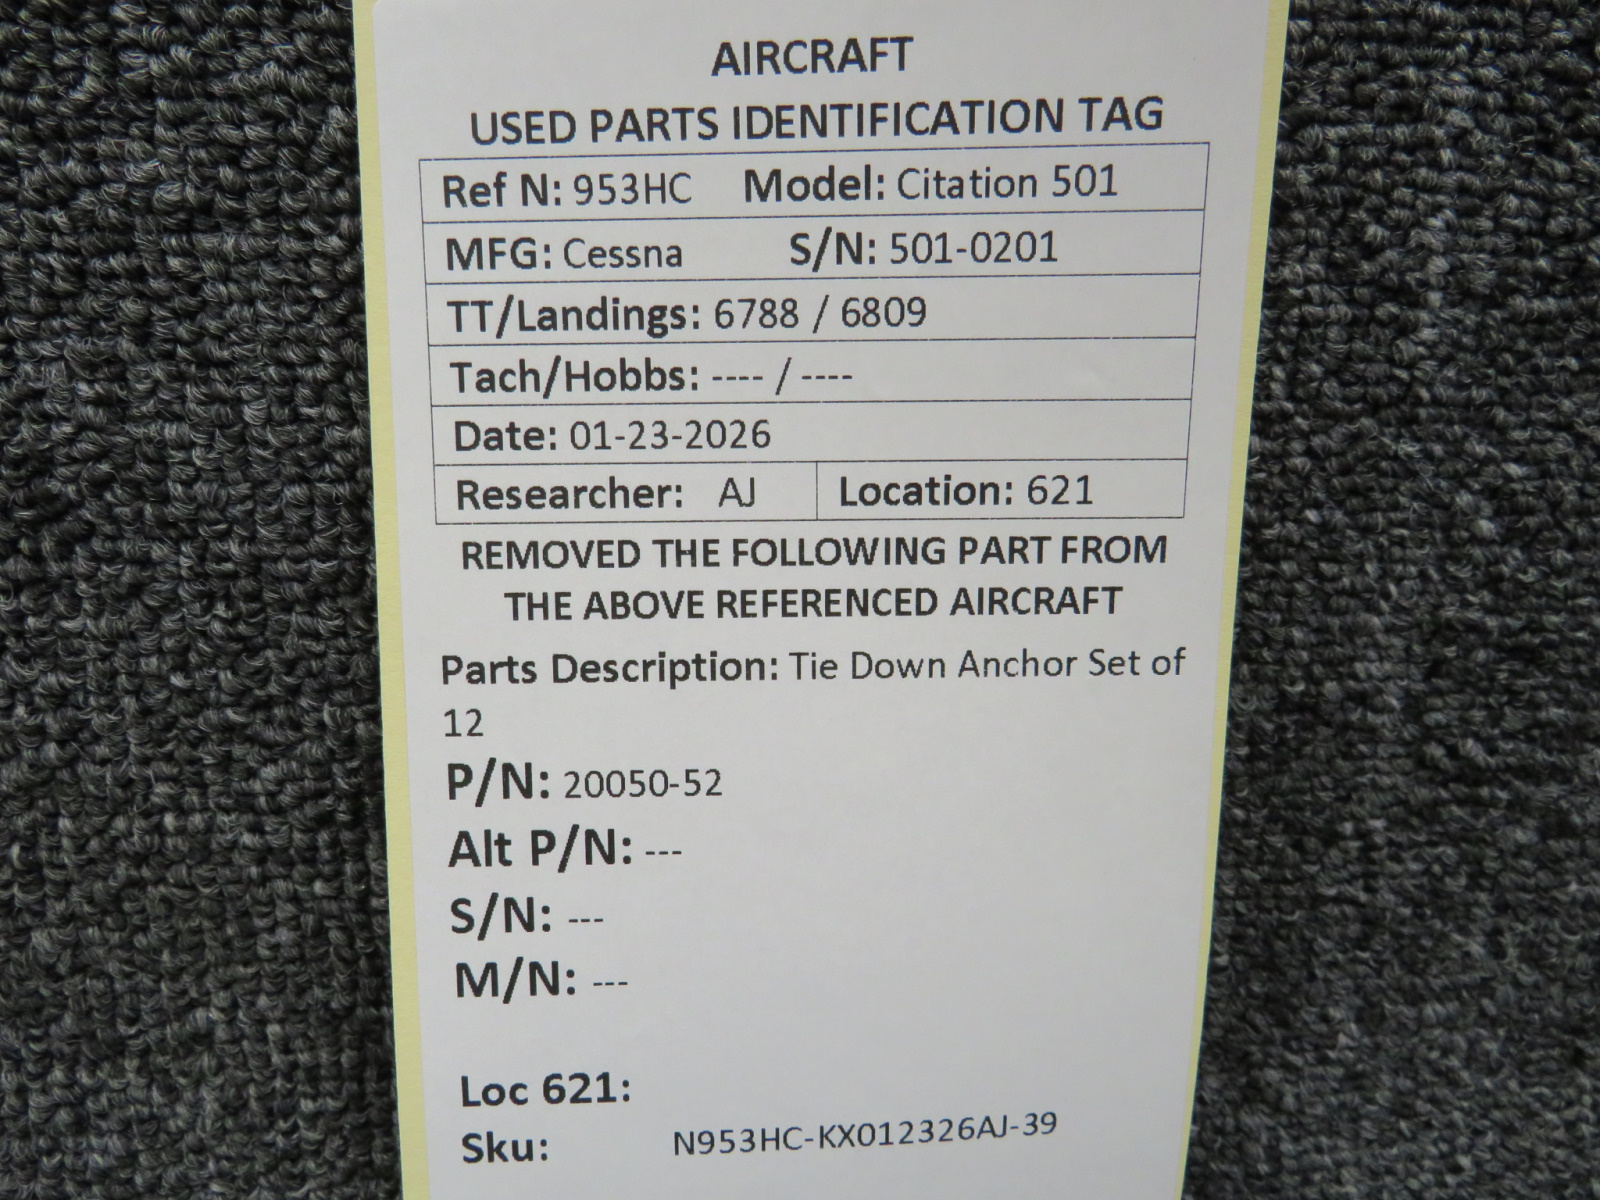 AIRCRAFT
USED PARTS IDENTIFICATION TAG
Ref N: 953HC Model: Citation 501
MFG: Cessna S/N: 501-0201
TT/Landings: 6788 / 6809
Tach/Hobbs: ---- / ----
Date: 01-23-2026
Researcher: AJ Location: 621
REMOVED THE FOLLOWING PART FROM
THE ABOVE REFERENCED AIRCRAFT
Parts Description: Tie Down Anchor Set of
12
P/N: 20050-52
Alt P/N: ---
S/N: ---
M/N: ---
Loc 621:
Sku: N953HC-KX012326AJ-39